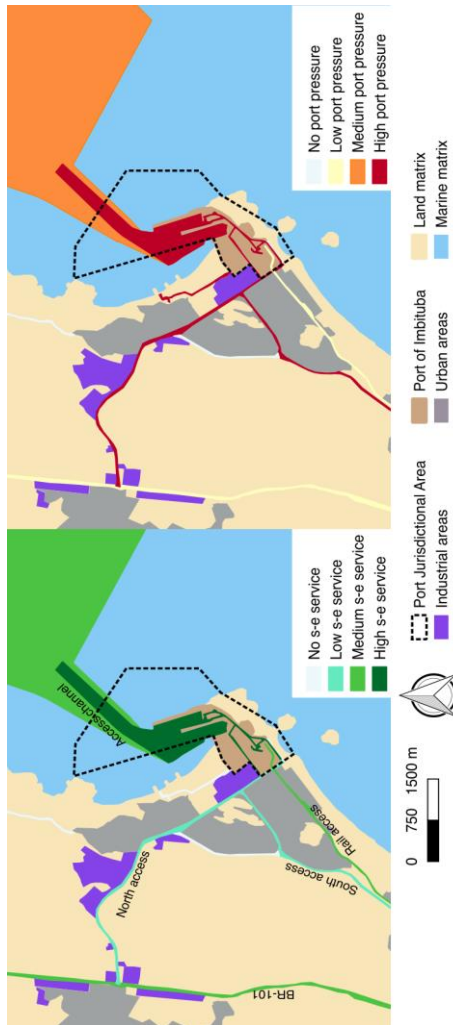 Access channel
North access
Rail access
South access
BR-101
No s-e service
Low s-e service
Medium s-e service
High s-e service
No port pressure
Low port pressure
Medium port pressure
High port pressure
0 750 1500 m
Port Jurisdictional Area
Industrial areas
Port of Imbituba
Urban areas
Land matrix
Marine matrix